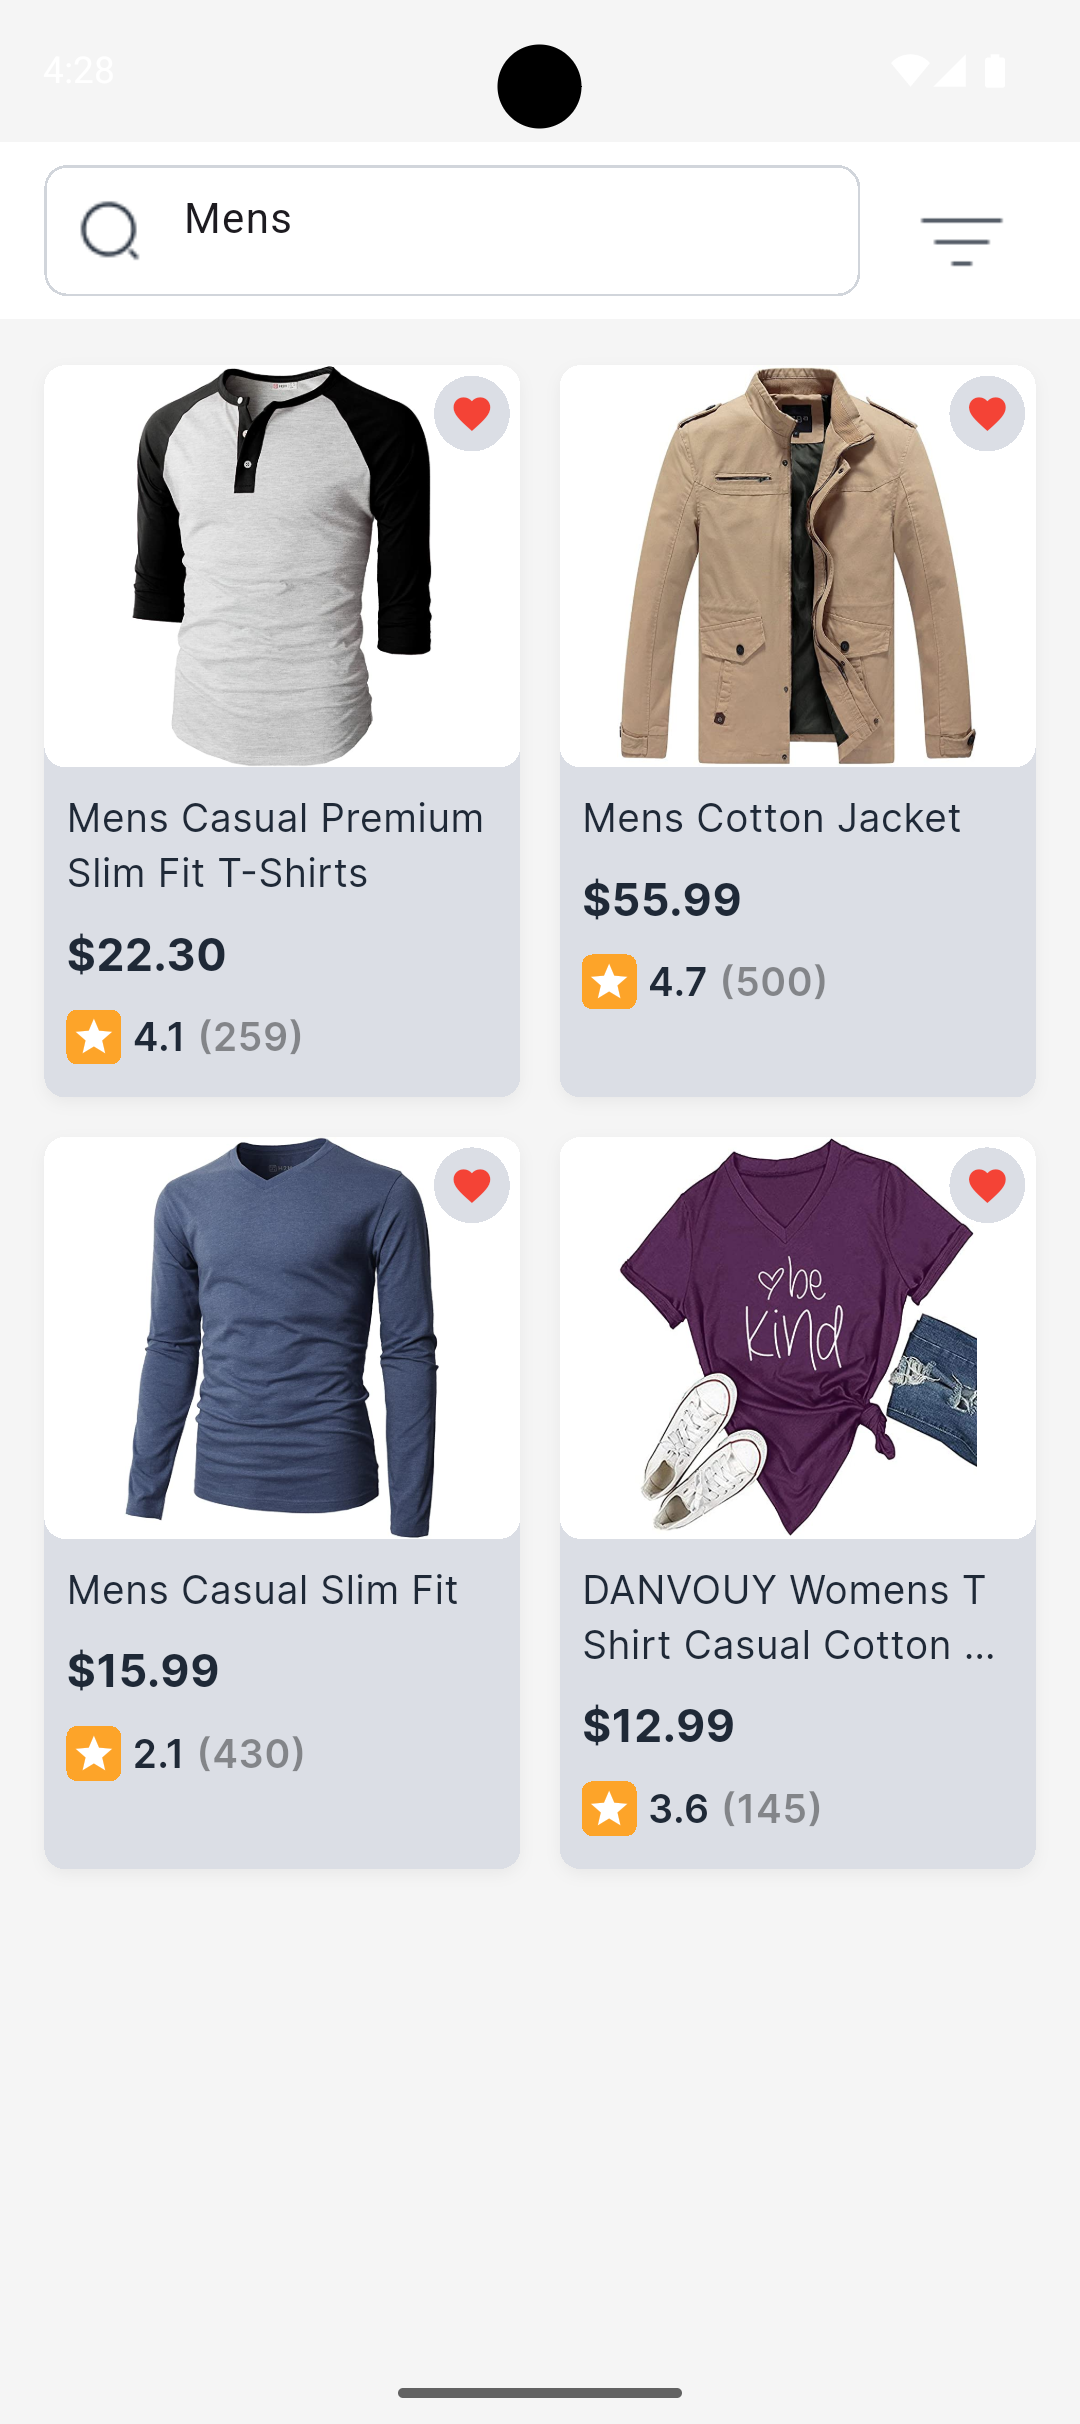 4:28
Mens
Mens Casual Premium
Slim Fit T-Shirts
$22.30
4.1 (259)
Mens Cotton Jacket
$55.99
4.7 (500)
be
kind
Mens Casual Slim Fit
$15.99
2.1 (430)
DANVOUY Womens T
Shirt Casual Cotton ...
$12.99
3.6 (145)